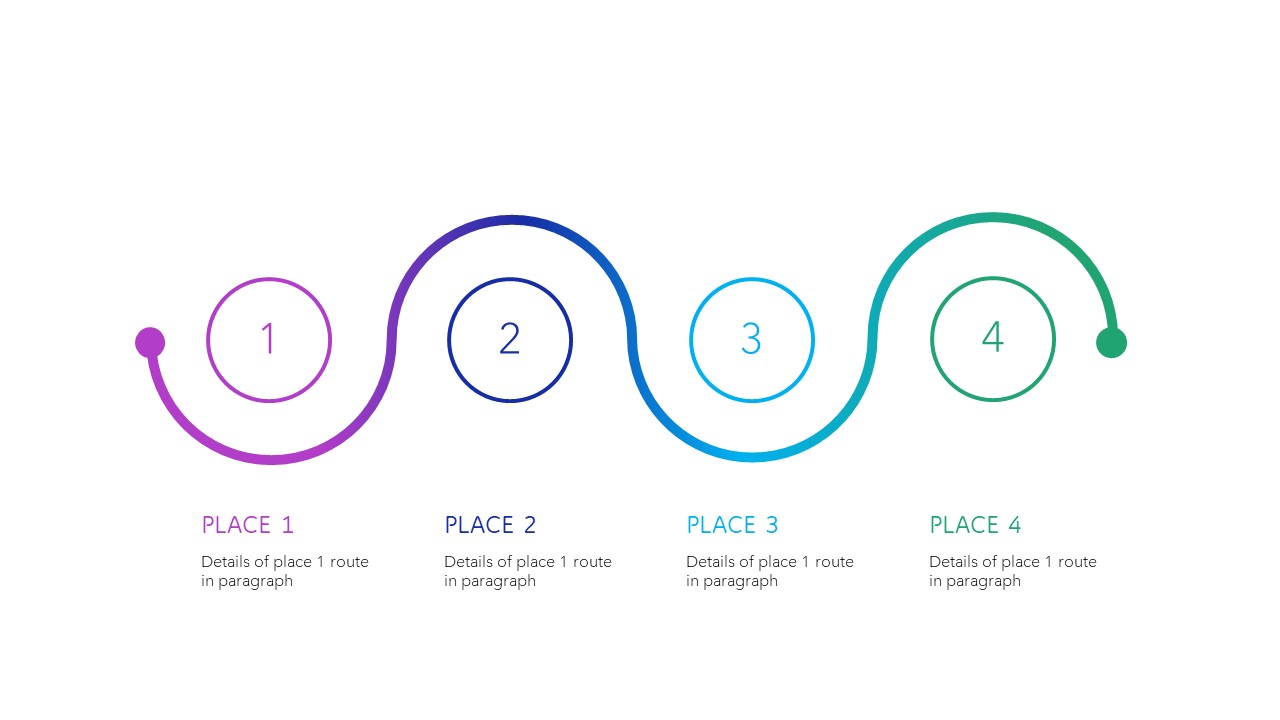 1
2
3
4
PLACE 1
Details of place 1 route
in paragraph
PLACE 2
Details of place 1 route
in paragraph
PLACE 3
Details of place 1 route
in paragraph
PLACE 4
Details of place 1 route
in paragraph